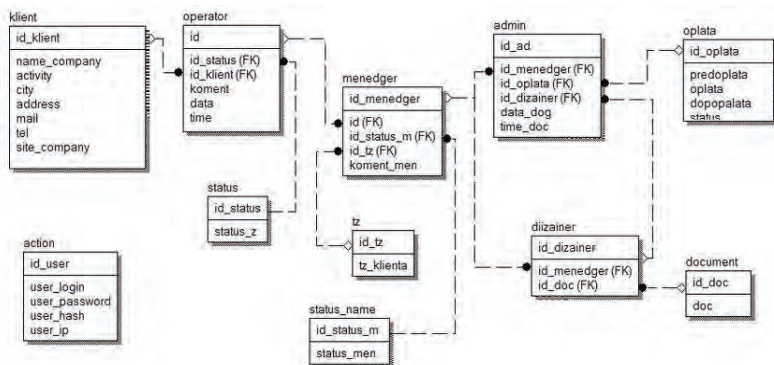 klient
id_klient
name_company
activity
city
address
mail
tel
site_company
operator
id
id_status (FK)
id_klient (FK)
koment
data
time
menedger
id_menedger
id (FK)
id_status_m (FK)
id_tz (FK)
koment_men
admin
id_ad
id_menedger (FK)
id_oplata (FK)
id_dizainer (FK)
data_dog
time_doc
oplata
id_oplata
predoplata
oplata
dopopalata
status
status
id_status
status_z
tz
id_tz
tz_klienta
diizainer
id_dizainer
id_menedger (FK)
id_doc (FK)
document
id_doc
doc
action
id_user
user_login
user_password
user_hash
user_ip
status_name
id_status_m
status_men